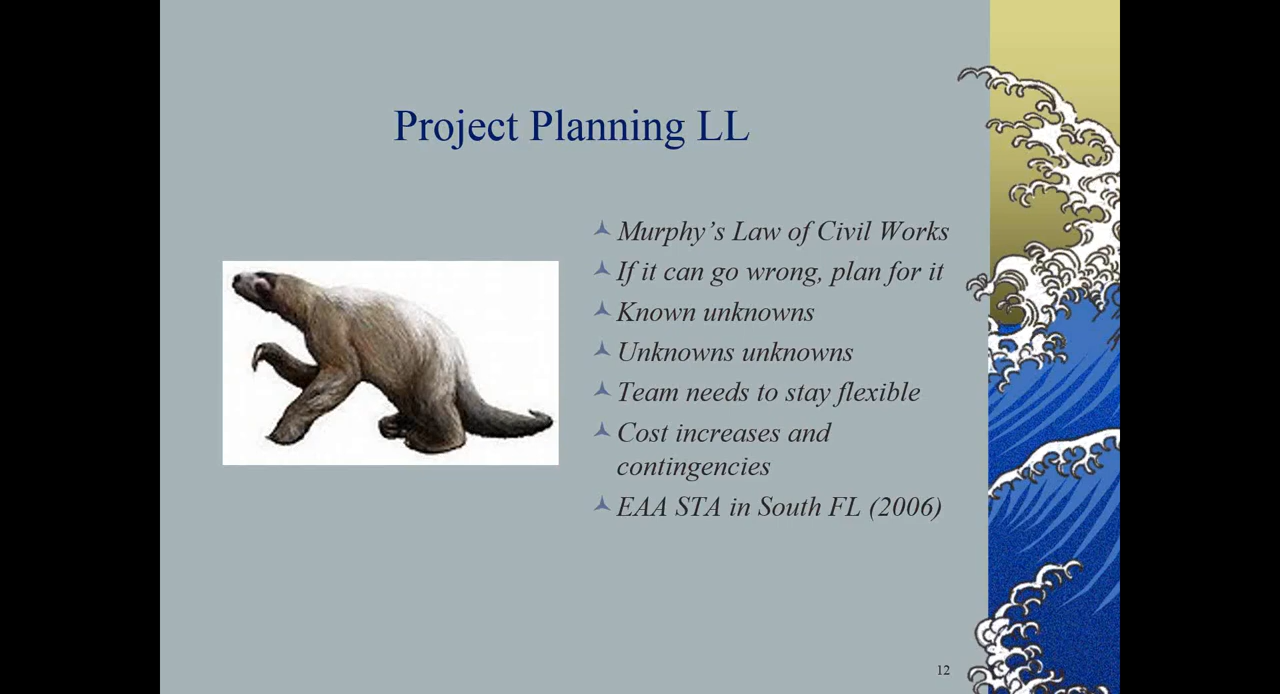 Project Planning LL
Murphy’s Law of Civil Works
If it can go wrong, plan for it
Known unknowns
Unknowns unknowns
Team needs to stay flexible
Cost increases and
contingencies
EAA STA in South FL (2006)
12